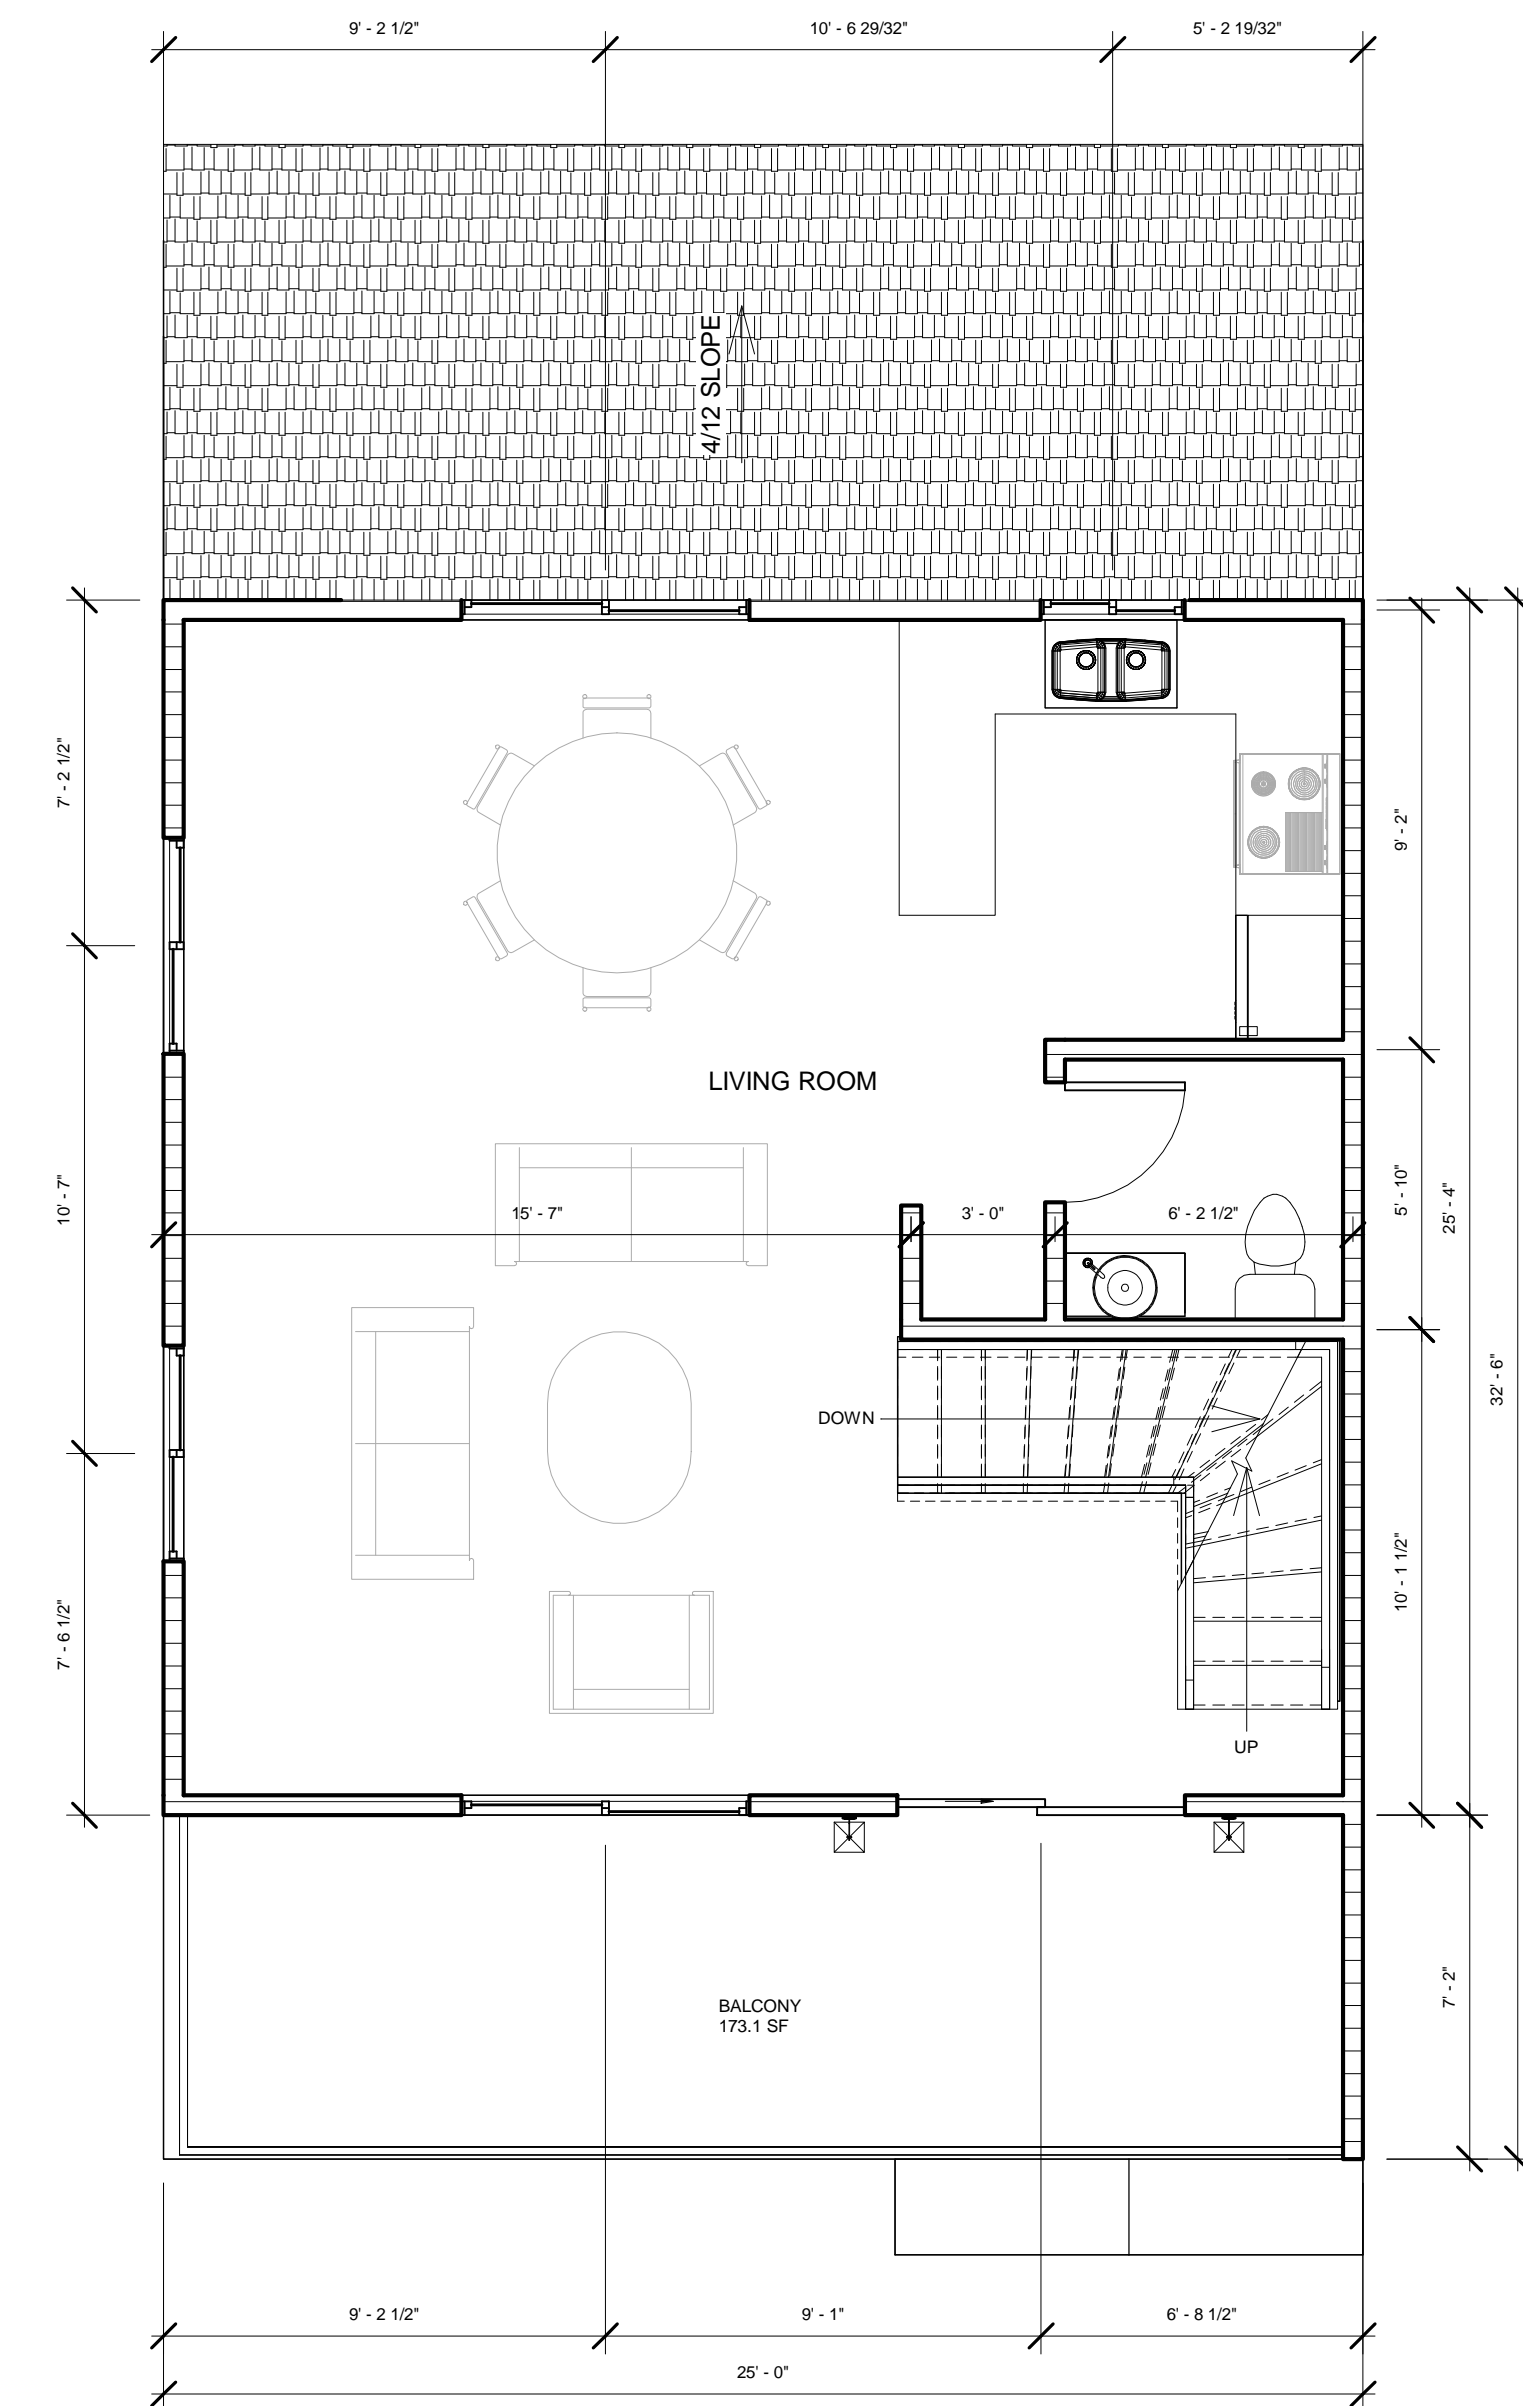 9' - 2 1/2"
10' - 6 29/32"
5' - 2 19/32"
4/12 SLOPE
7' - 2 1/2"
9' - 2"
LIVING ROOM
10' - 7"
15' - 7"
3' - 0"
6' - 2 1/2"
5' - 10"
25' - 4"
32' - 6"
DOWN
10' - 1 1/2"
7' - 6 1/2"
UP
BALCONY
173.1 SF
7' - 2"
9' - 2 1/2"
9' - 1"
6' - 8 1/2"
25' - 0"